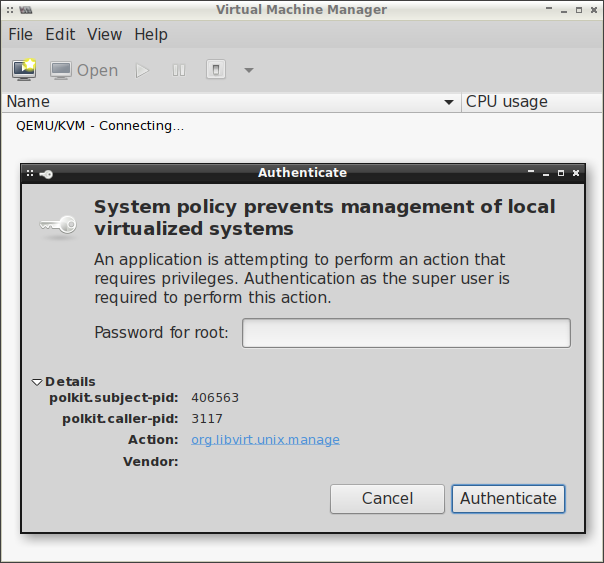 Virtual Machine Manager
File Edit View Help
Open
Name CPU usage
QEMU/KVM - Connecting...
Authenticate
System policy prevents management of local
virtualized systems
An application is attempting to perform an action that
requires privileges. Authentication as the super user is
required to perform this action.
Password for root:
Details
polkit.subject-pid: 406563
polkit.caller-pid: 3117
Action: org.libvirt.unix.manage
Vendor:
Cancel Authenticate